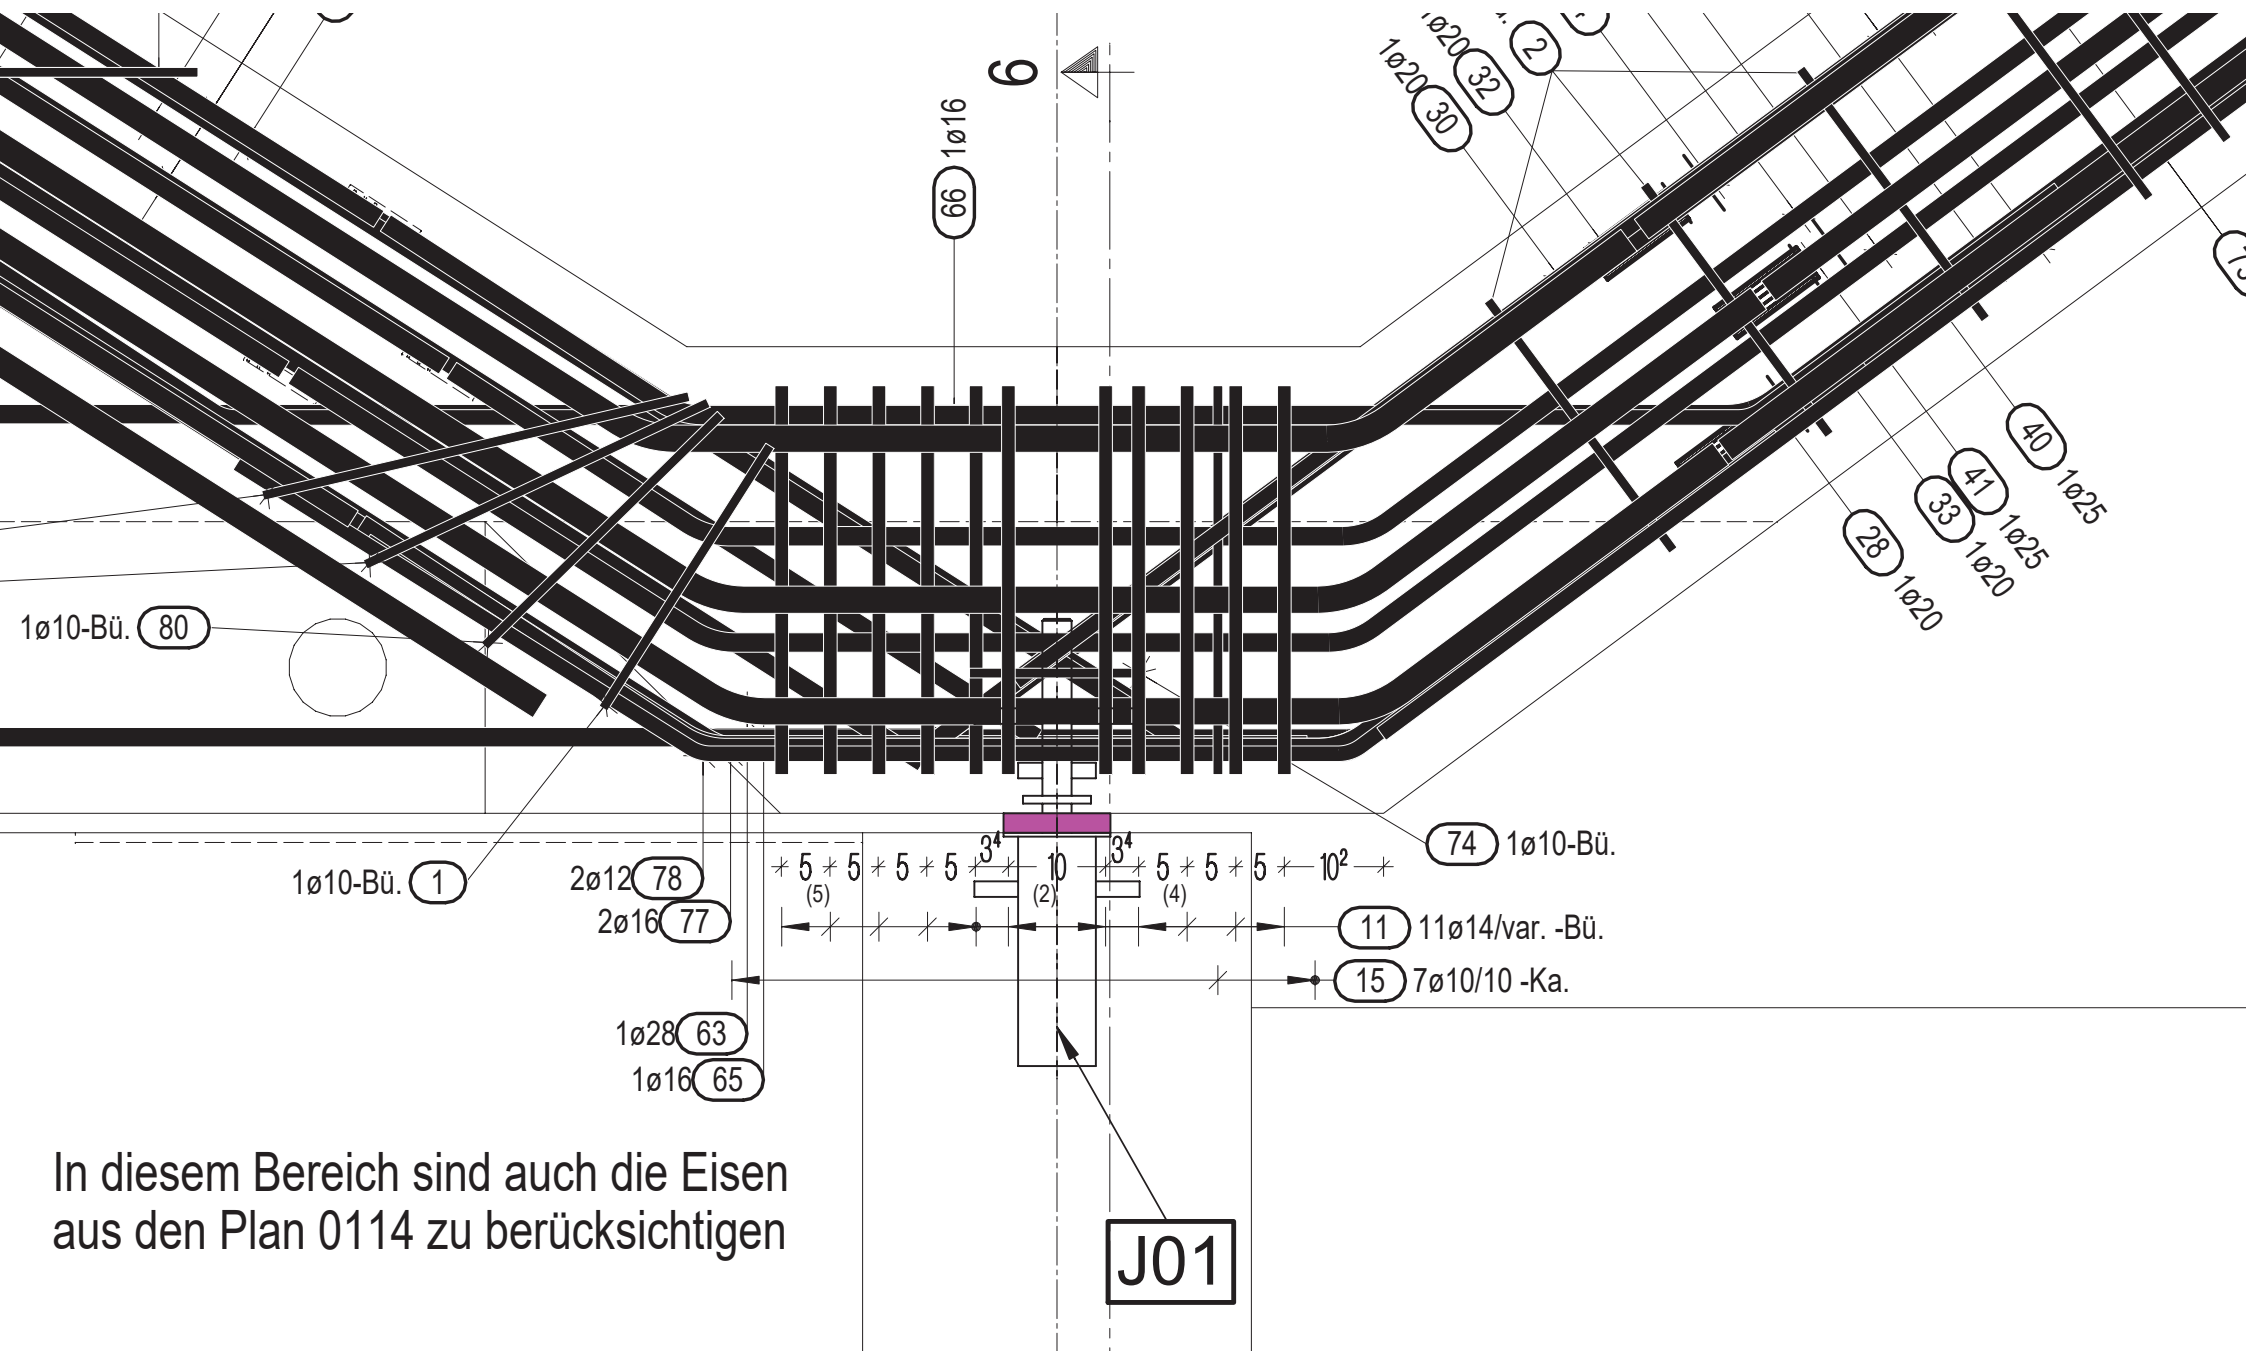 6
1ø16
66
1ø20
32
2
1ø20
30
40 1ø25
41 1ø25
33 1ø20
28 1ø20
1ø10-Bü. 80
74 1ø10-Bü.
3⁴ 3⁴
5 5 5 5 10 5 5 5 10²
(5) (2) (4)
1ø10-Bü. 1
2ø12 78
2ø16 77
11 11ø14/var. -Bü.
15 7ø10/10 -Ka.
1ø28 63
1ø16 65
In diesem Bereich sind auch die Eisen
aus den Plan 0114 zu berücksichtigen
J01